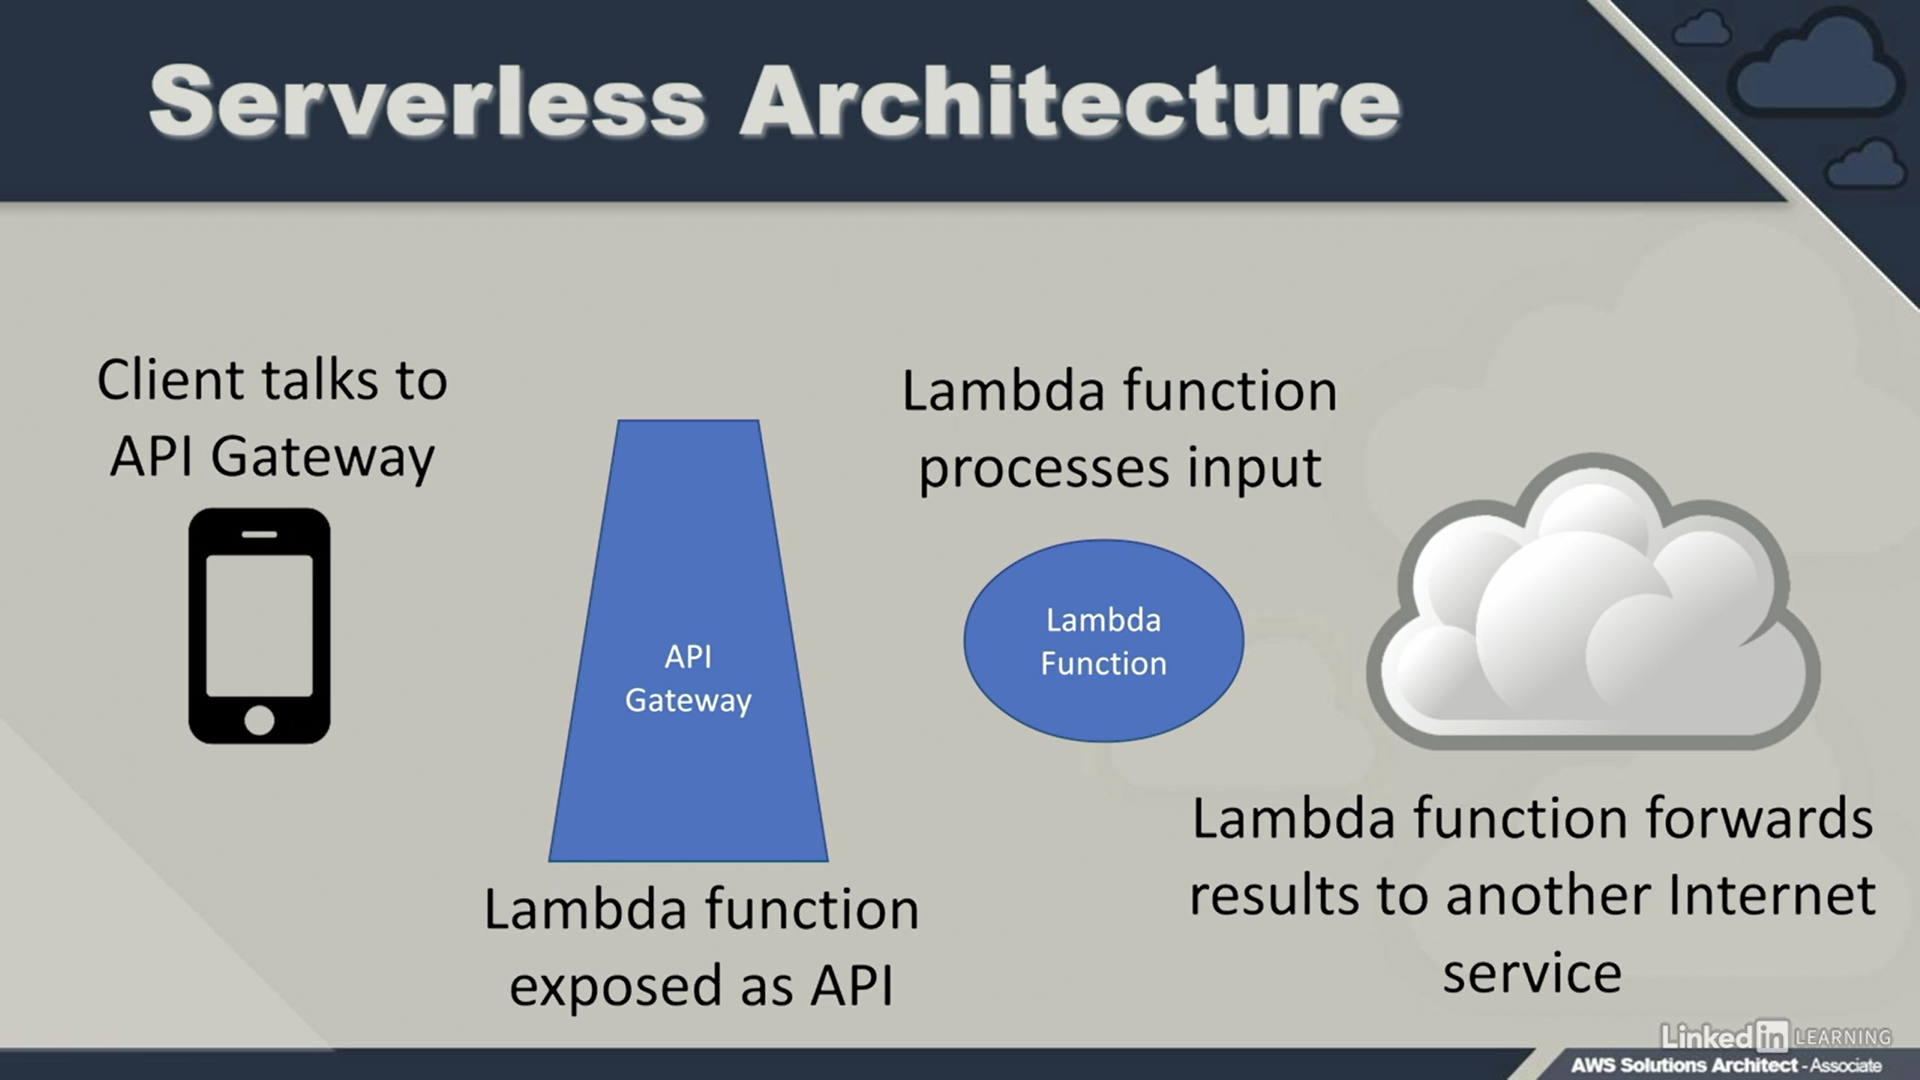 Serverless Architecture
Client talks to
API Gateway
API
Gateway
Lambda function
exposed as API
Lambda function
processes input
Lambda
Function
Lambda function forwards
results to another Internet
service
Linked in LEARNING
AWS Solutions Architect - Associate